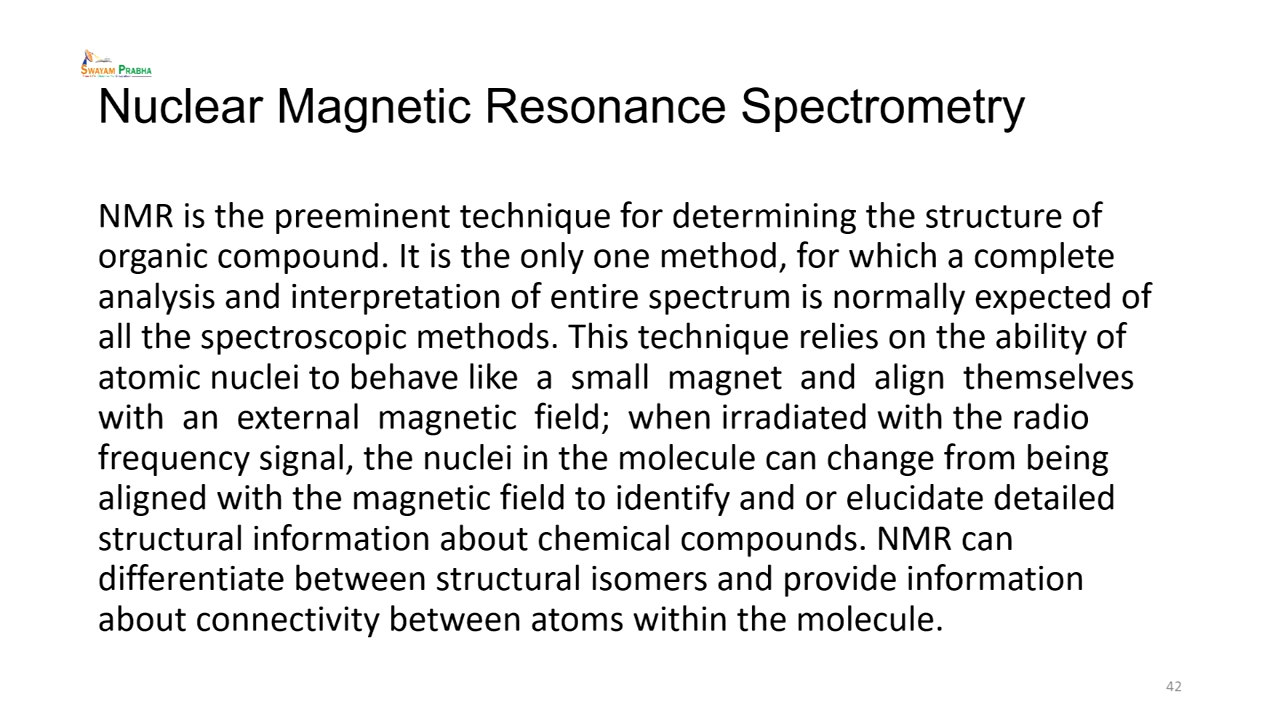 SWAYAM PRABHA
Nuclear Magnetic Resonance Spectrometry
NMR is the preeminent technique for determining the structure of
organic compound. It is the only one method, for which a complete
analysis and interpretation of entire spectrum is normally expected of
all the spectroscopic methods. This technique relies on the ability of
atomic nuclei to behave like a small magnet and align themselves
with an external magnetic field; when irradiated with the radio
frequency signal, the nuclei in the molecule can change from being
aligned with the magnetic field to identify and or elucidate detailed
structural information about chemical compounds. NMR can
differentiate between structural isomers and provide information
about connectivity between atoms within the molecule.
42